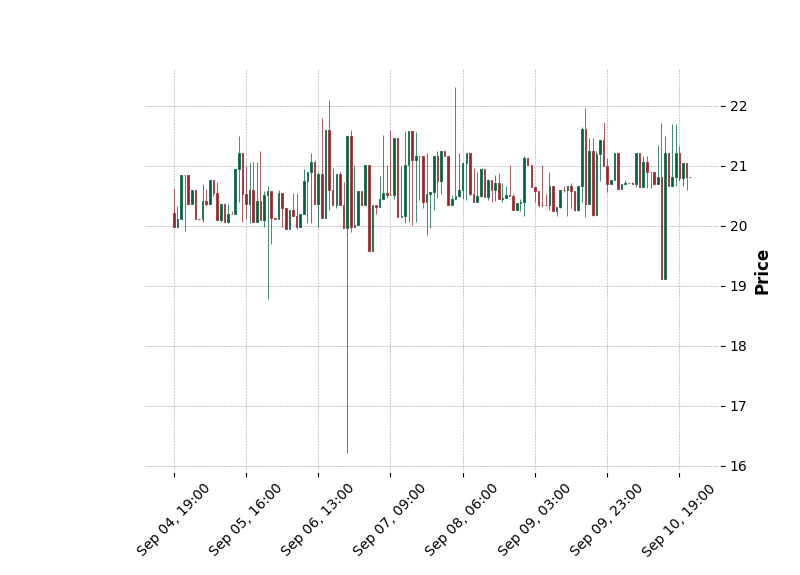 22
21
20
19
18
17
16
Price
Sep 04, 19:00
Sep 05, 16:00
Sep 06, 13:00
Sep 07, 09:00
Sep 08, 06:00
Sep 09, 03:00
Sep 09, 23:00
Sep 10, 19:00